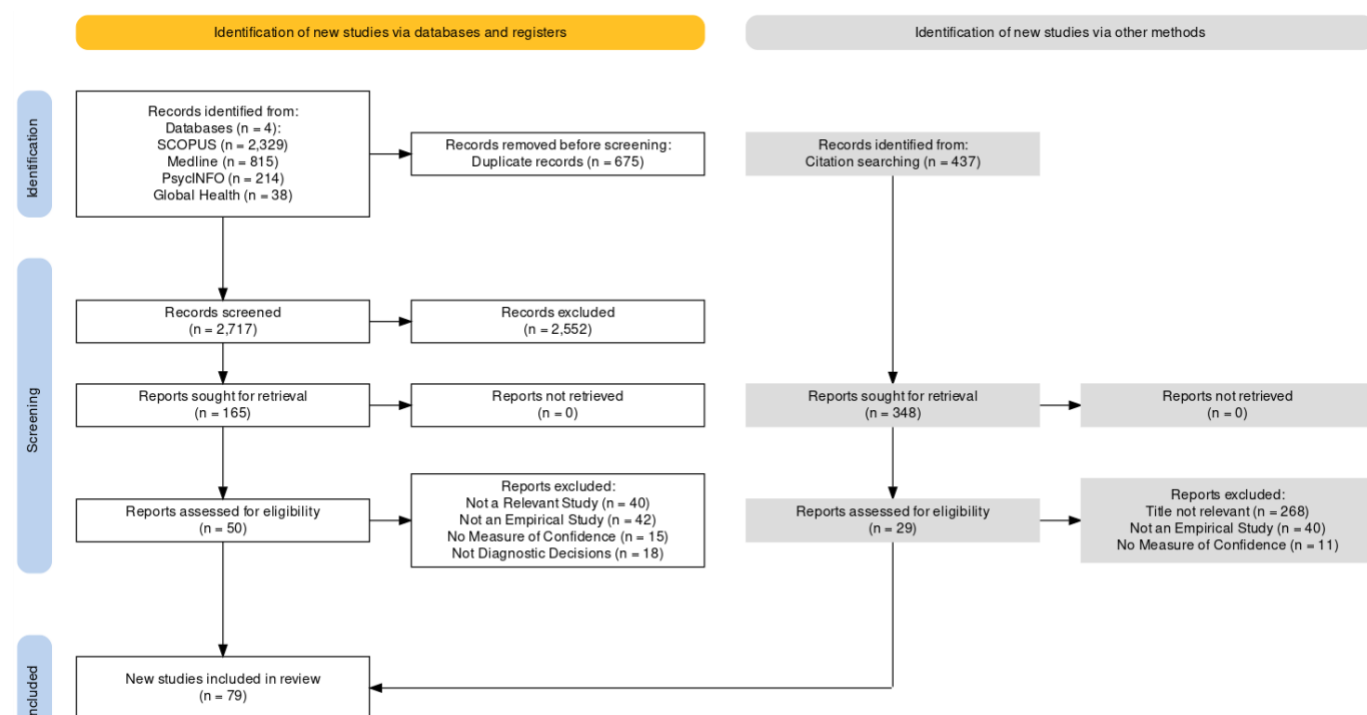 Identification of new studies via databases and registers
Identification of new studies via other methods
Identification
Records identified from:
Databases (n = 4):
SCOPUS (n = 2,329)
Medline (n = 815)
PsycINFO (n = 214)
Global Health (n = 38)
Records removed before screening:
Duplicate records (n = 675)
Records identified from:
Citation searching (n = 437)
Screening
Records screened
(n = 2,717)
Records excluded
(n = 2,552)
Reports sought for retrieval
(n = 165)
Reports not retrieved
(n = 0)
Reports sought for retrieval
(n = 348)
Reports not retrieved
(n = 0)
Reports assessed for eligibility
(n = 50)
Reports excluded:
Not a Relevant Study (n = 40)
Not an Empirical Study (n = 42)
No Measure of Confidence (n = 15)
Not Diagnostic Decisions (n = 18)
Reports assessed for eligibility
(n = 29)
Reports excluded:
Title not relevant (n = 268)
Not an Empirical Study (n = 40)
No Measure of Confidence (n = 11)
ncluded
New studies included in review
(n = 79)